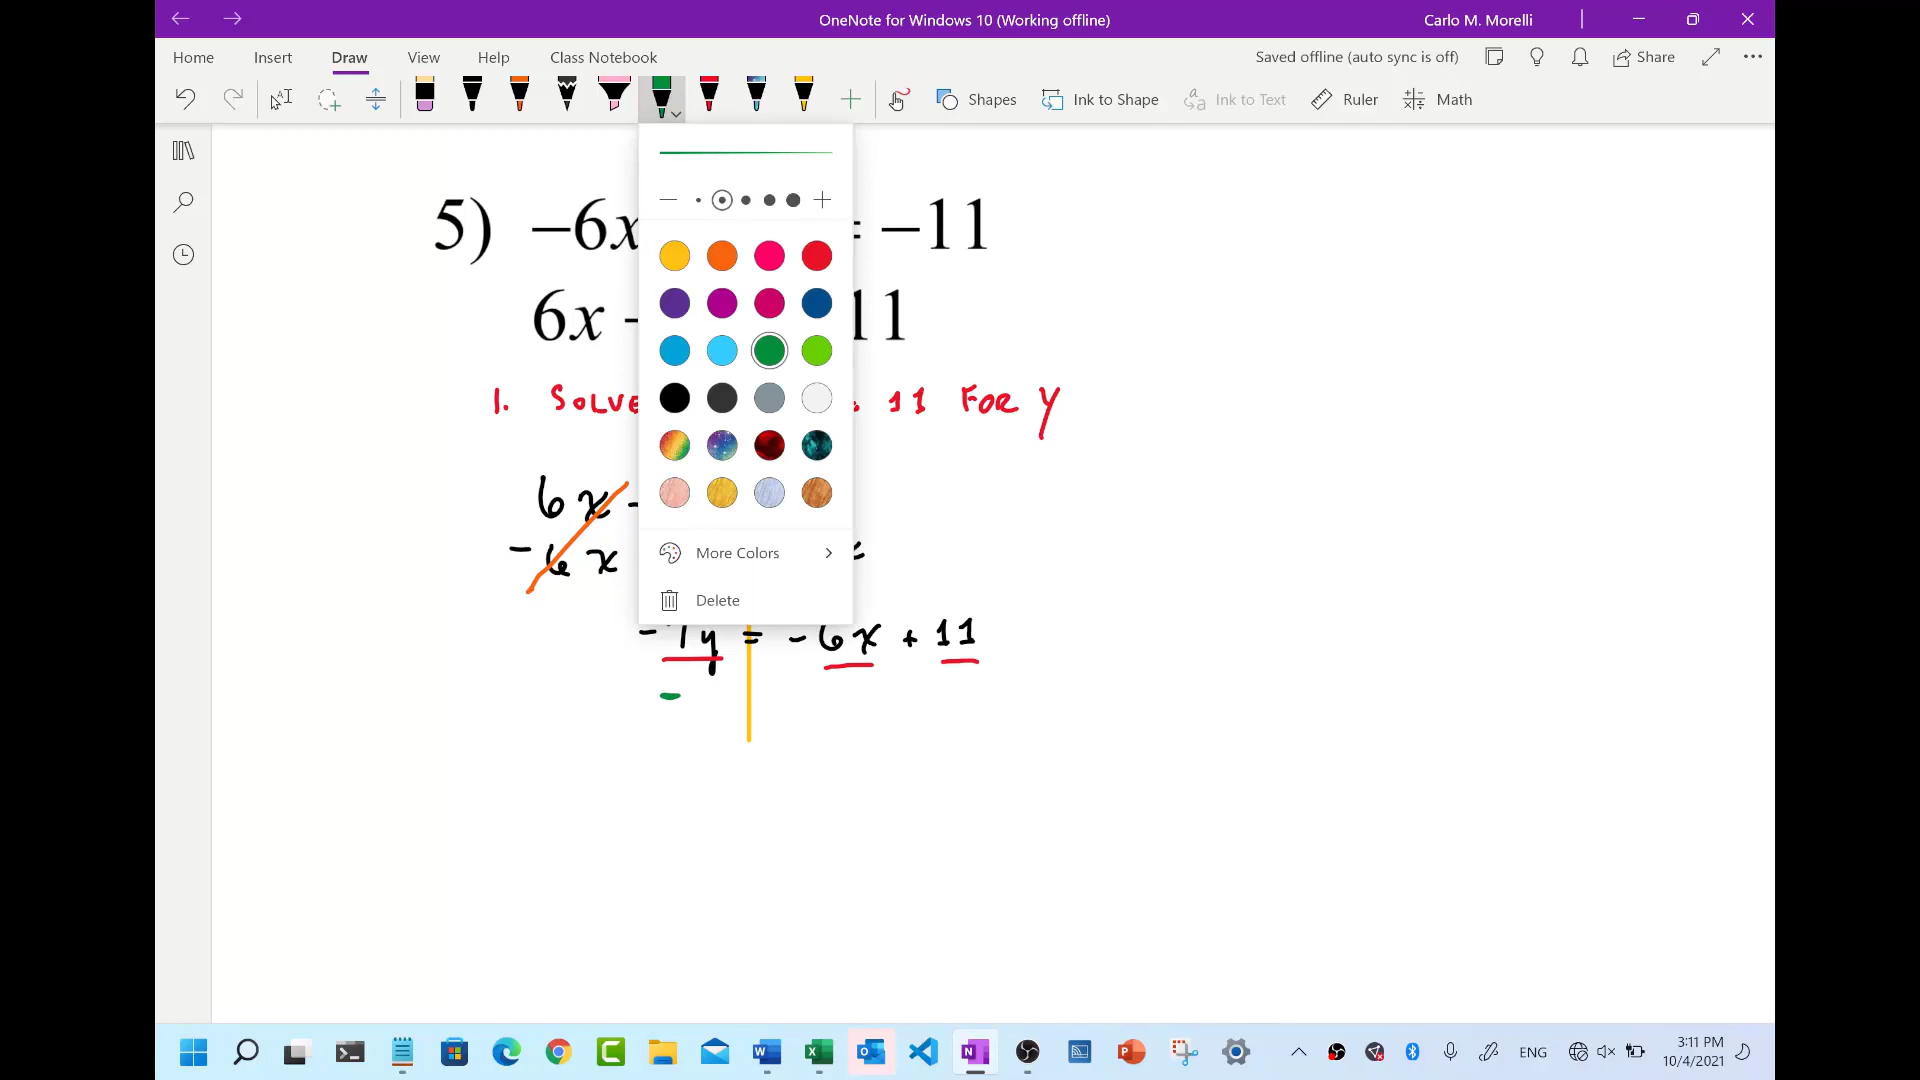 OneNote for Windows 10 (Working offline)
Carlo M. Morelli
Home Insert Draw View Help Class Notebook
Saved offline (auto sync is off) Share
Shapes Ink to Shape Ink to Text Ruler Math
5) −6x = −11
6x - 11
1. SOLVE 11 FOR y
6x -
- 6x
More Colors
Delete
- 7y = - 6x + 11
-
ENG
3:11 PM
10/4/2021